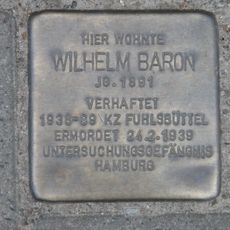 HIER WOHNTE
WILHELM BARON
JG. 1891
VERHAFTET
1938-39 KZ FUHLSBÜTTEL
ERMORDET 24.2.1939
UNTERSUCHUNGSGEFÄNGNIS
HAMBURG